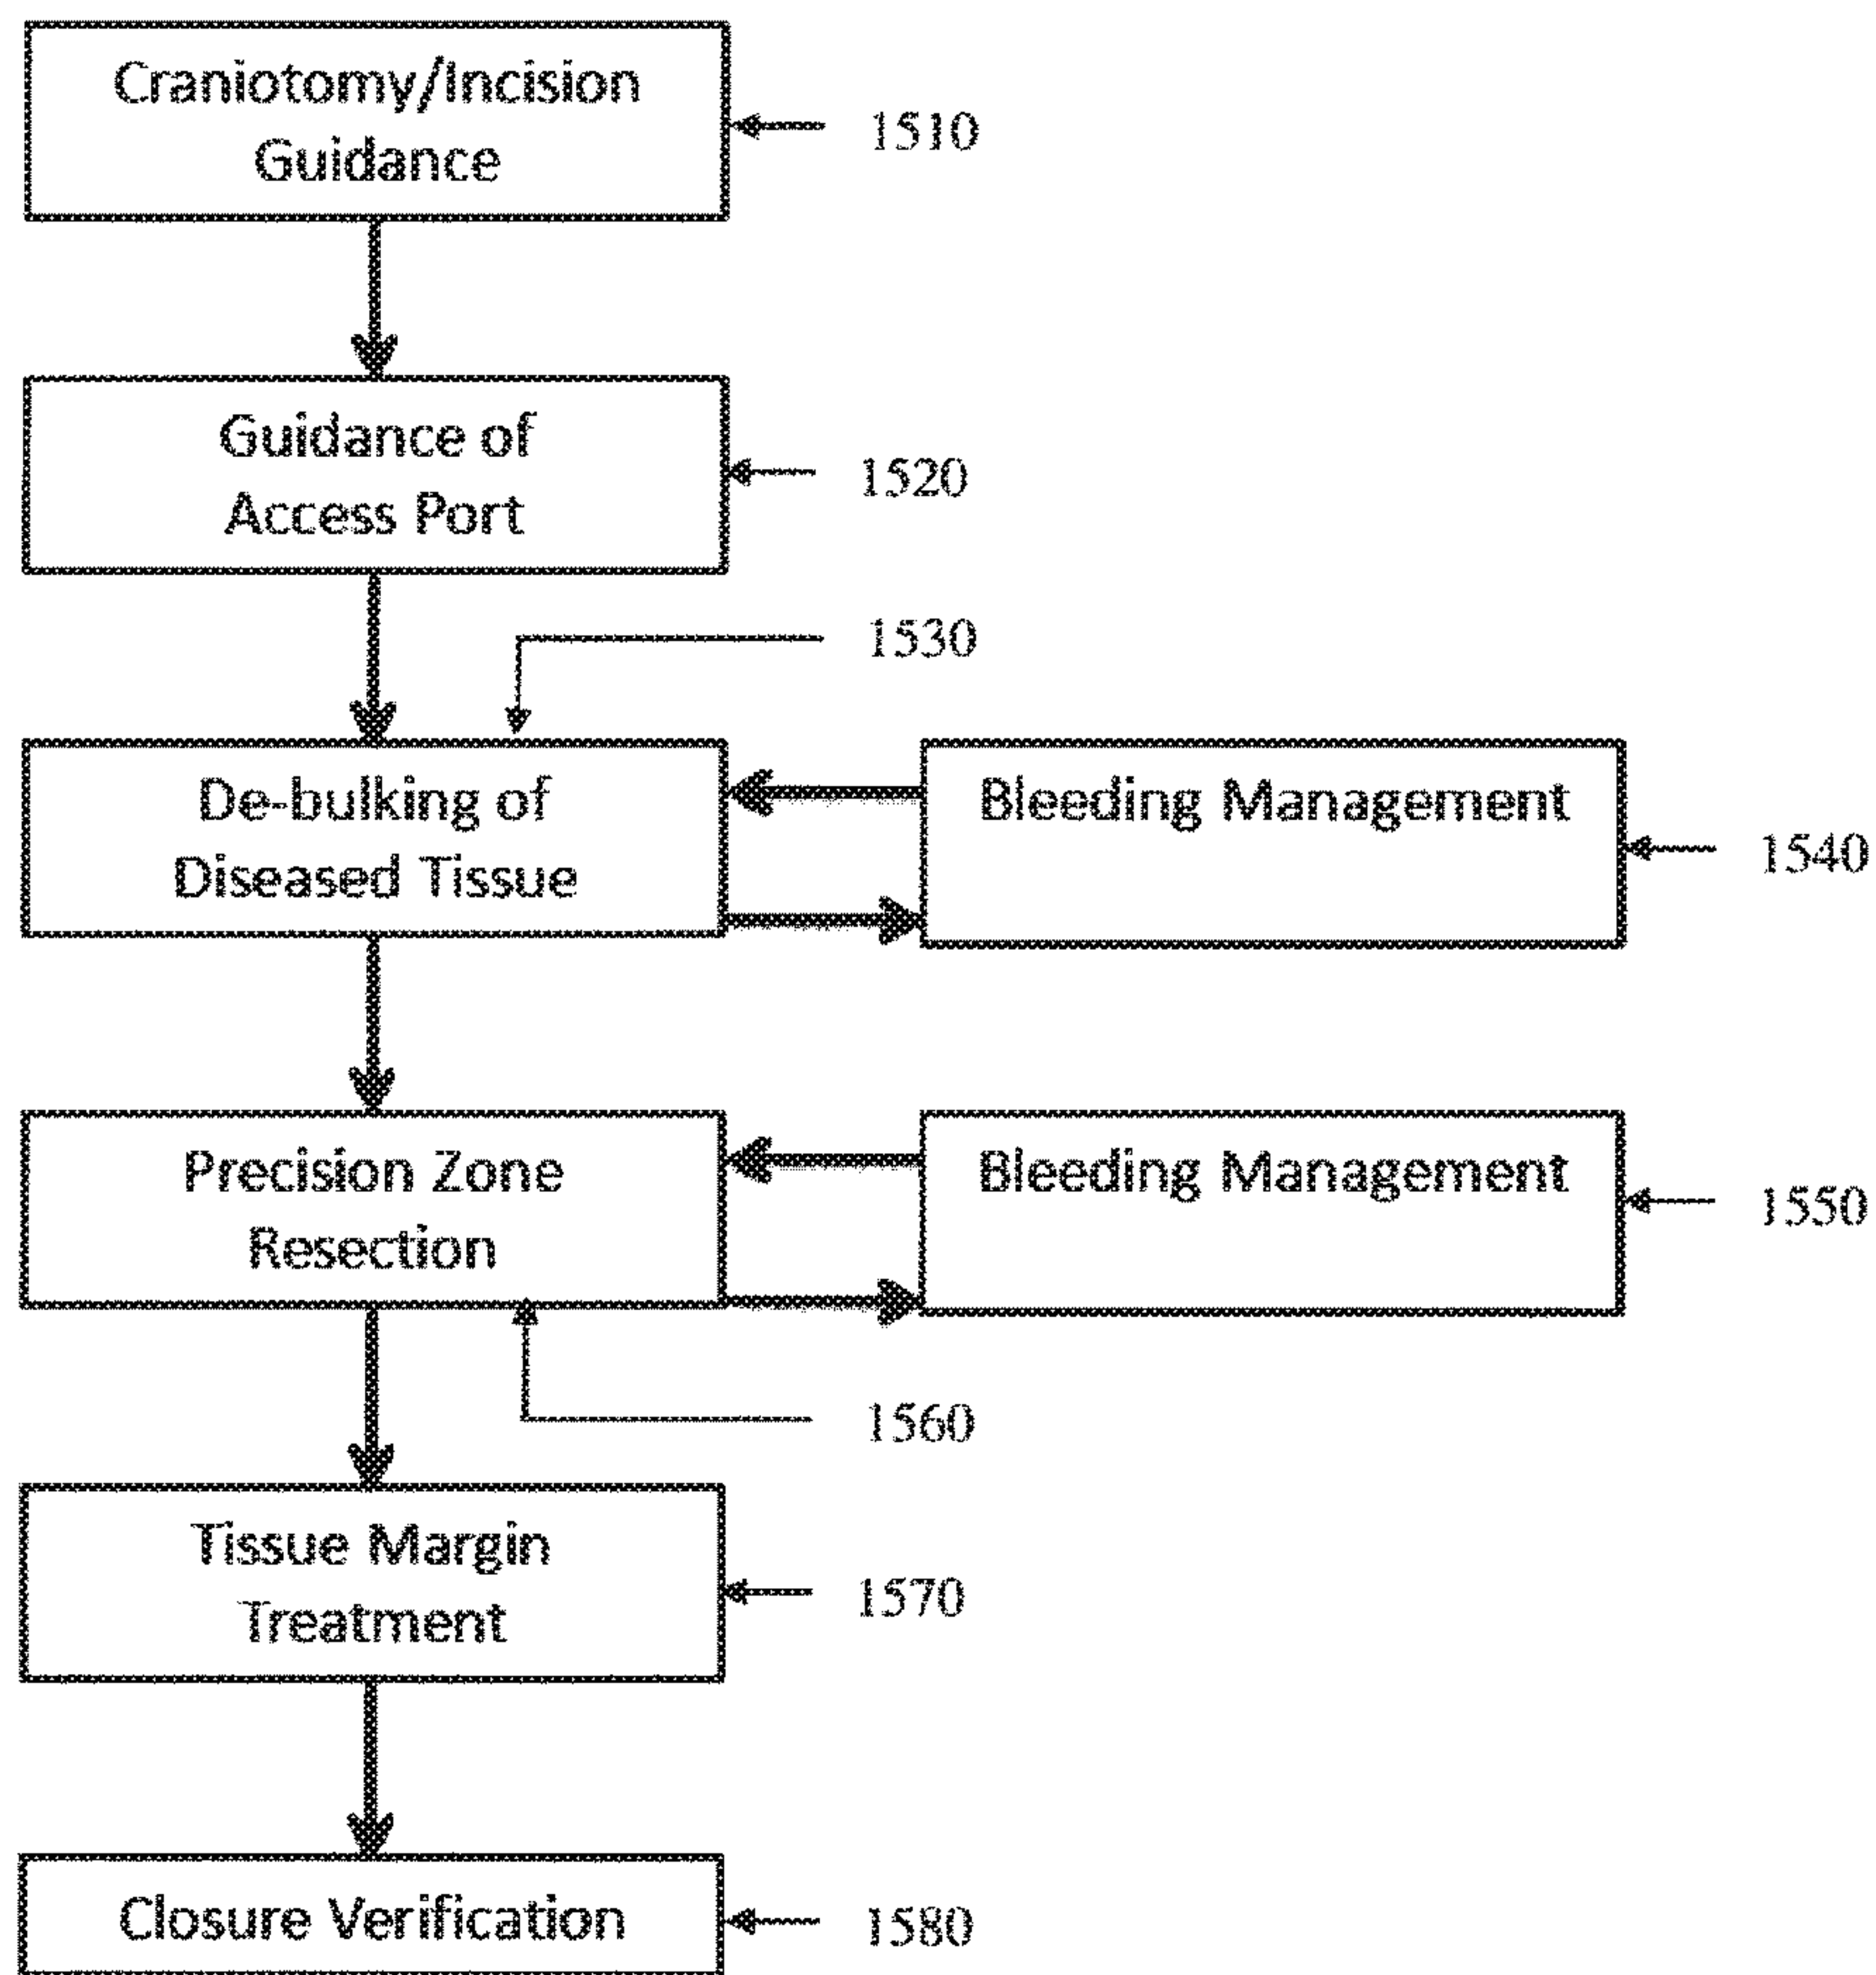 Craniotomy/Incision
Guidance
1510
Guidance of
Access Port
1520
1530
De-bulking of
Diseased Tissue
Bleeding Management
1540
Precision Zone
Resection
Bleeding Management
1550
1560
Tissue Margin
Treatment
1570
Closure Verification
1580